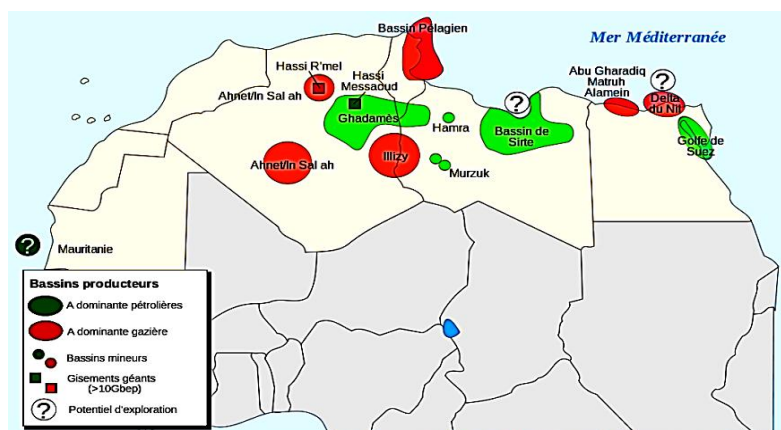 Bassin Pélagien
Mer Méditerranée
Hassi R'mel
Hassi
Messaoud
Ahnet/In Sal ah
Ghadamès
Hamra
Bassin de
Sirte
Abu Gharadiq
Matruh
Alamein
Delta
du Nil
Golfe de
Suez
Ahnet/In Sal ah
Illizy
Murzuk
?
?
?
Mauritanie
Bassins producteurs
A dominante pétrolières
A dominante gazière
Bassins mineurs
Gisements géants
(>10Gbep)
? Potentiel d'exploration